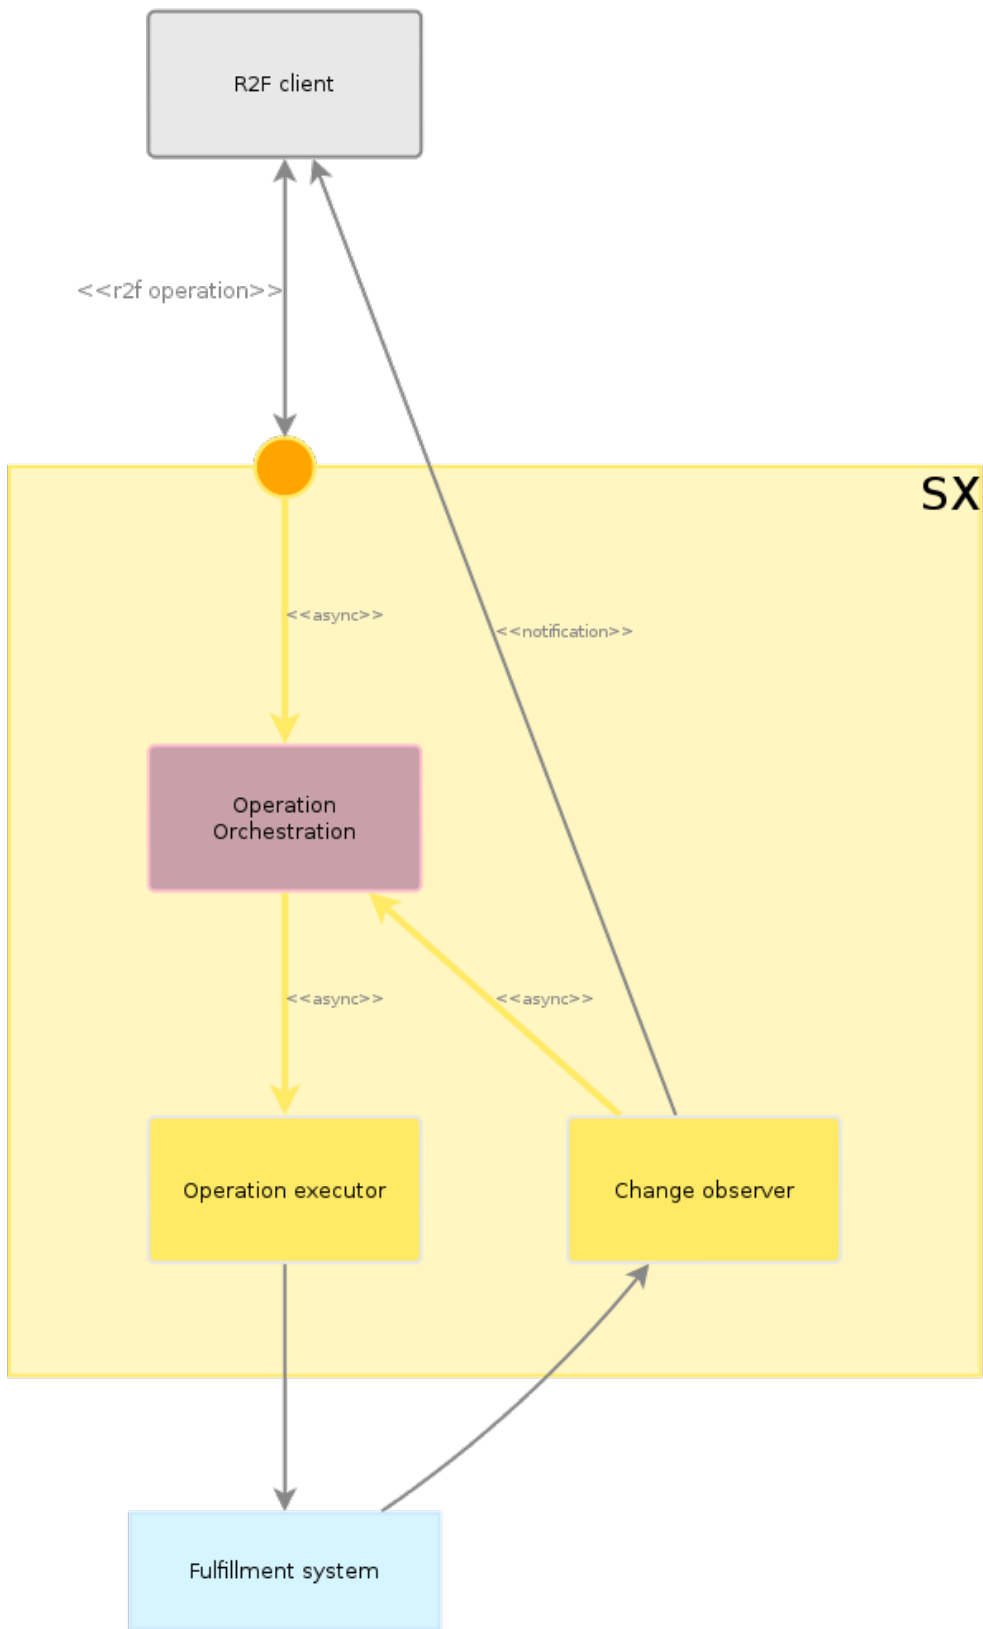 R2F client
<<r2f operation>>
SX
<<async>>
<<notification>>
Operation
Orchestration
<<async>>
<<async>>
Operation executor
Change observer
Fulfillment system